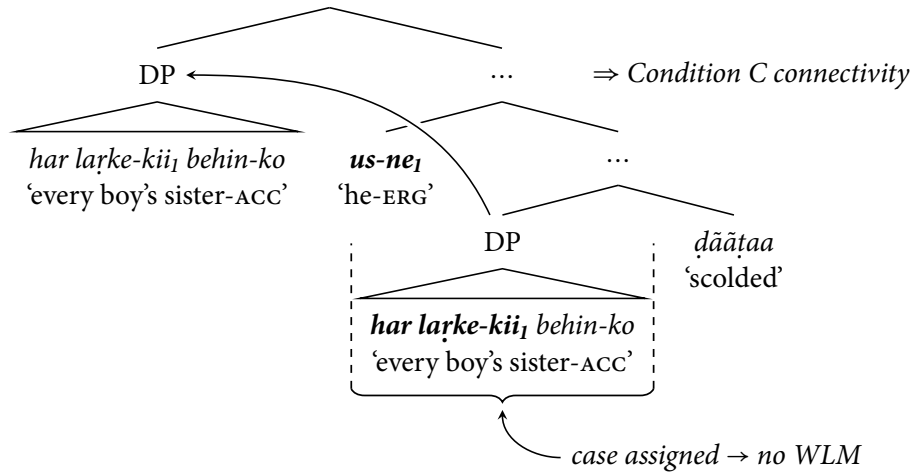 DP
... ⇒ Condition C connectivity
har laṛke-kii₁ behin-ko
'every boy's sister-ACC'
us-ne₁
'he-ERG'
...
DP
ḍããṭaa
'scolded'
har laṛke-kii₁ behin-ko
'every boy's sister-ACC'
case assigned → no WLM